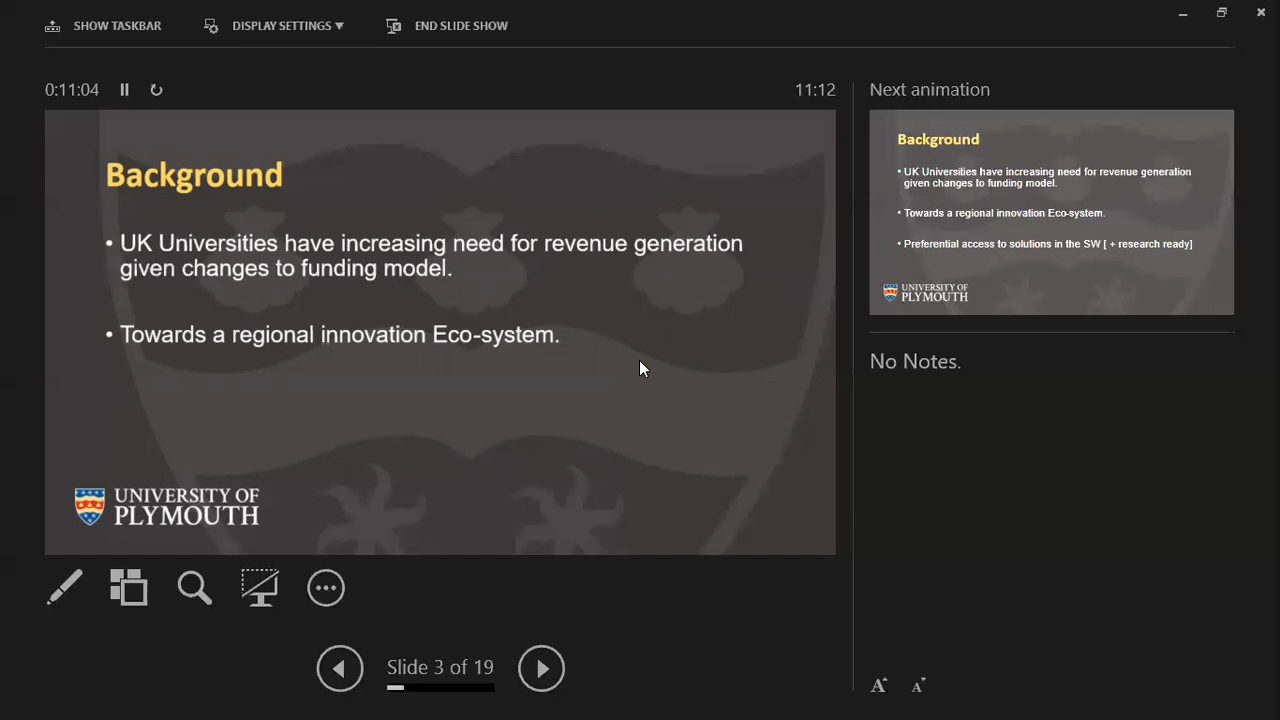 SHOW TASKBAR DISPLAY SETTINGS ▼ END SLIDE SHOW
0:11:04 11:12 Next animation
Background
• UK Universities have increasing need for revenue generation
given changes to funding model.
• Towards a regional innovation Eco-system.
UNIVERSITY OF
PLYMOUTH
Background
• UK Universities have increasing need for revenue generation
given changes to funding model.
• Towards a regional innovation Eco-system.
• Preferential access to solutions in the SW [ + research ready]
UNIVERSITY OF
PLYMOUTH
No Notes.
Slide 3 of 19
A A